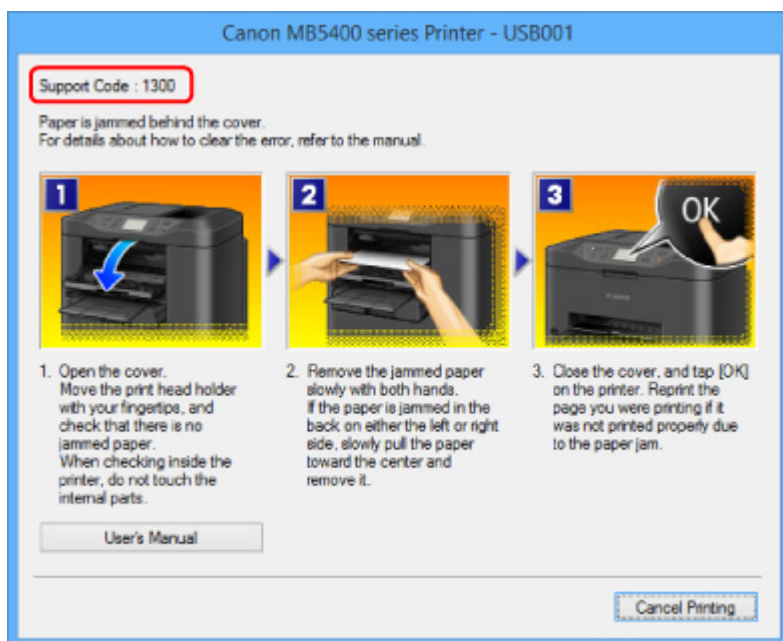 Canon MB5400 series Printer - USB001
Support Code : 1300
Paper is jammed behind the cover.
For details about how to clear the error, refer to the manual.
1
2
3
OK
1. Open the cover.
Move the print head holder
with your fingertips, and
check that there is no
jammed paper.
When checking inside the
printer, do not touch the
internal parts.
2. Remove the jammed paper
slowly with both hands.
If the paper is jammed in the
back on either the left or right
side, slowly pull the paper
toward the center and
remove it.
3. Close the cover, and tap [OK]
on the printer. Reprint the
page you were printing if it
was not printed properly due
to the paper jam.
User's Manual
Cancel Printing